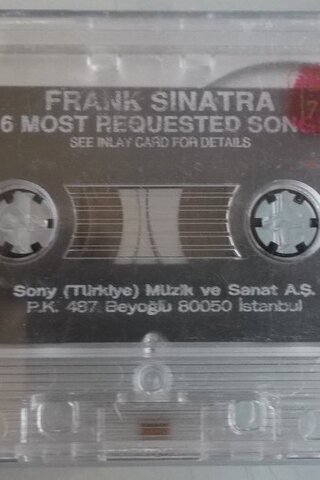 FRANK SINATRA
6 MOST REQUESTED SON
SEE INLAY CARD FOR DETAILS
Sony (Türkiye) Müzik ve Sanat A.Ş.
P.K. 487 Beyoğlu 80050 İstanbul